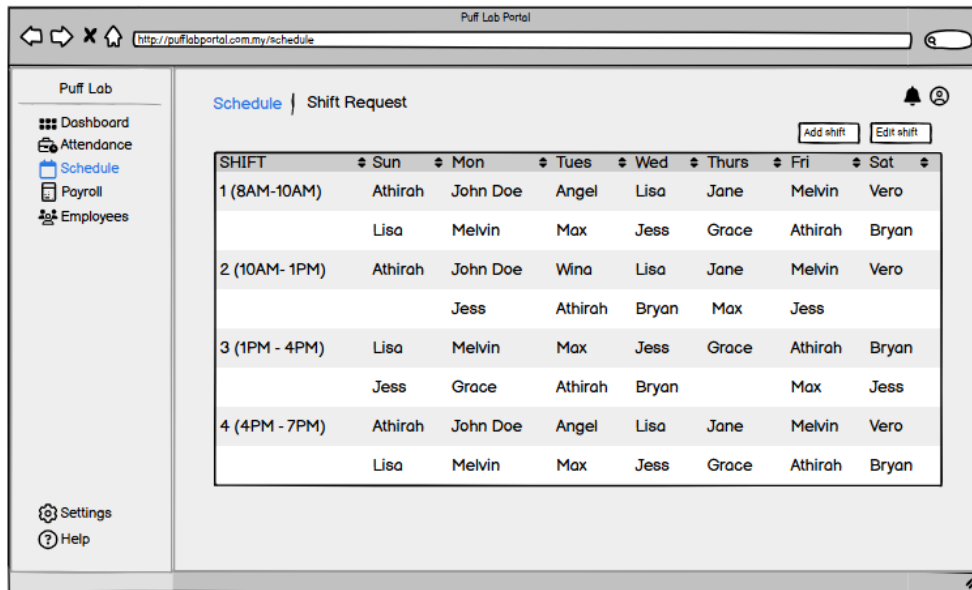 Puff Lab Portal
http://pufflabportal.com.my/schedule
Puff Lab
Dashboard
Attendance
Schedule
Payroll
Employees
Settings
Help
Schedule | Shift Request
Add shift Edit shift
SHIFT Sun Mon Tues Wed Thurs Fri Sat
1 (8AM-10AM) Athirah John Doe Angel Lisa Jane Melvin Vero
Lisa Melvin Max Jess Grace Athirah Bryan
2 (10AM- 1PM) Athirah John Doe Wina Lisa Jane Melvin Vero
Jess Athirah Bryan Max Jess
3 (1PM - 4PM) Lisa Melvin Max Jess Grace Athirah Bryan
Jess Grace Athirah Bryan Max Jess
4 (4PM - 7PM) Athirah John Doe Angel Lisa Jane Melvin Vero
Lisa Melvin Max Jess Grace Athirah Bryan